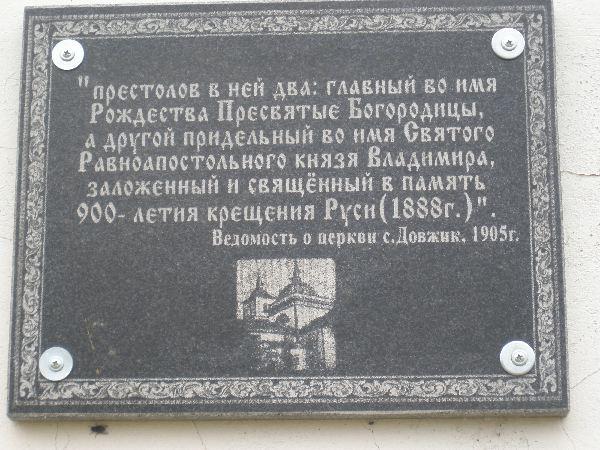 "престолов в ней два: главный во имя
Рождества Пресвятые Богородицы,
а другой придельный во имя Святого
Равноапостольного князя Владимира,
заложенный и свящённый в память
900- летия крещения Руси(1888г.)".
Ведомость о церкви с.Довжик, 1905г.